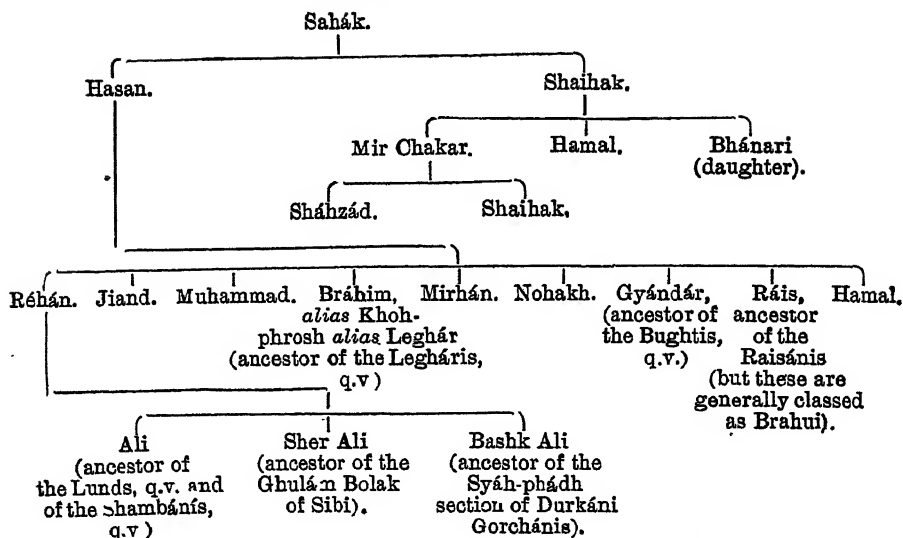 Sahák.
Hasan. Shaihak.
Mir Chakar. Hamal. Bhánari
(daughter).
Sháhzád. Shaihak.
Réhán. Jiand. Muhammad. Bráhim, Mirhán. Nohakh. Gyándár, Ráis, Hamal.
alias Khoh- (ancestor of ancestor
phrosh alias Leghár the Bughtis, of the
(ancestor of the Legháris, q.v.) Raisánis
q.v ) (but these are
generally classed
as Brahui).
Ali Sher Ali Bashk Ali
(ancestor of (ancestor of the (ancestor of the
the Lunds, q.v. and Ghulám Bolak Syáh-phádh
of the Shambánís, of Sibi). section of Durkáni
q.v ) Gorchánis).